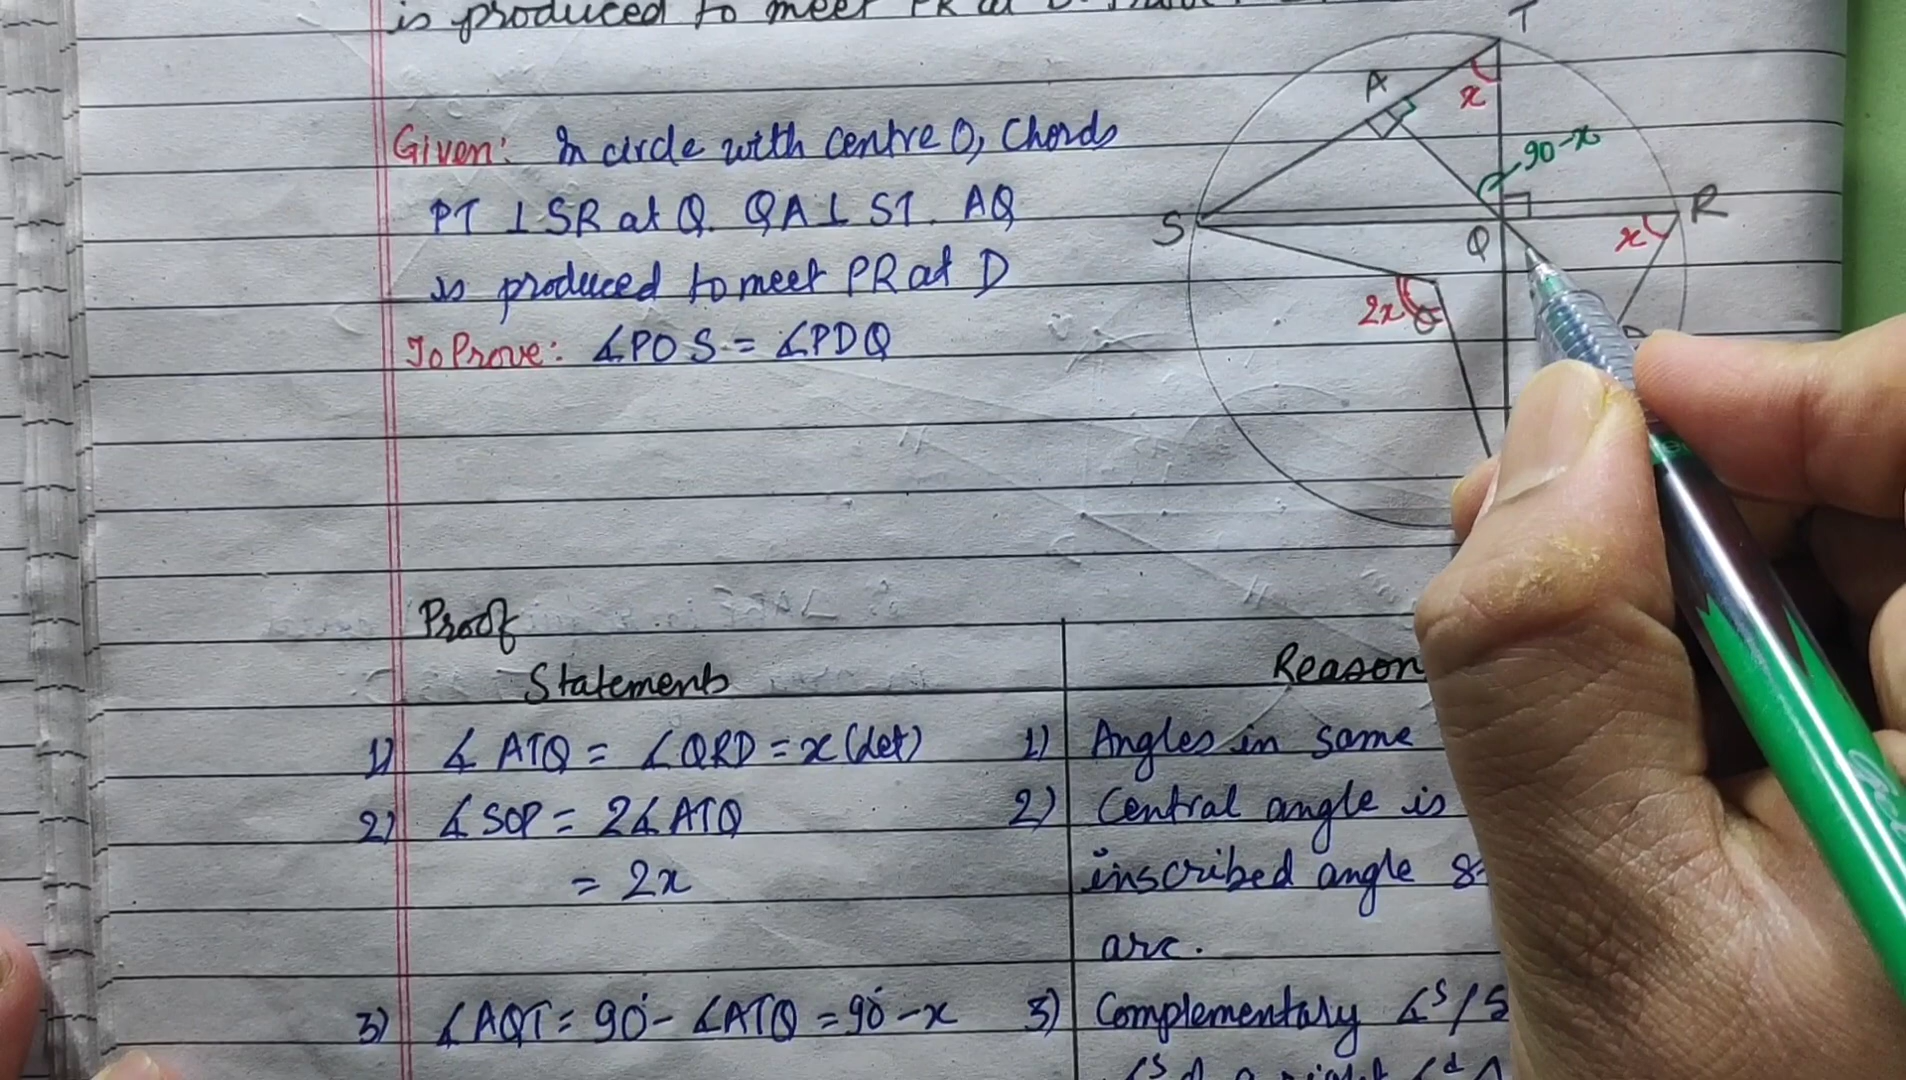 is produced to meet PR at D.
T
A
x
Given: In circle with centre O, Chords
90-x
PT ⊥ SR at Q. QA ⊥ ST. AQ
S
R
Q
x
is produced to meet PR at D
2x
O
To Prove: ∡POS = ∡PDQ
Proof
Statements
Reason
1) ∡ATQ = ∡QRD = x (let)
1) Angles in same
2) ∡SOP = 2∡ATQ
2) Central angle is
= 2x
inscribed angle
arc.
3) ∡AQT = 90° - ∡ATQ = 90° - x
3) Complementary ∡s/